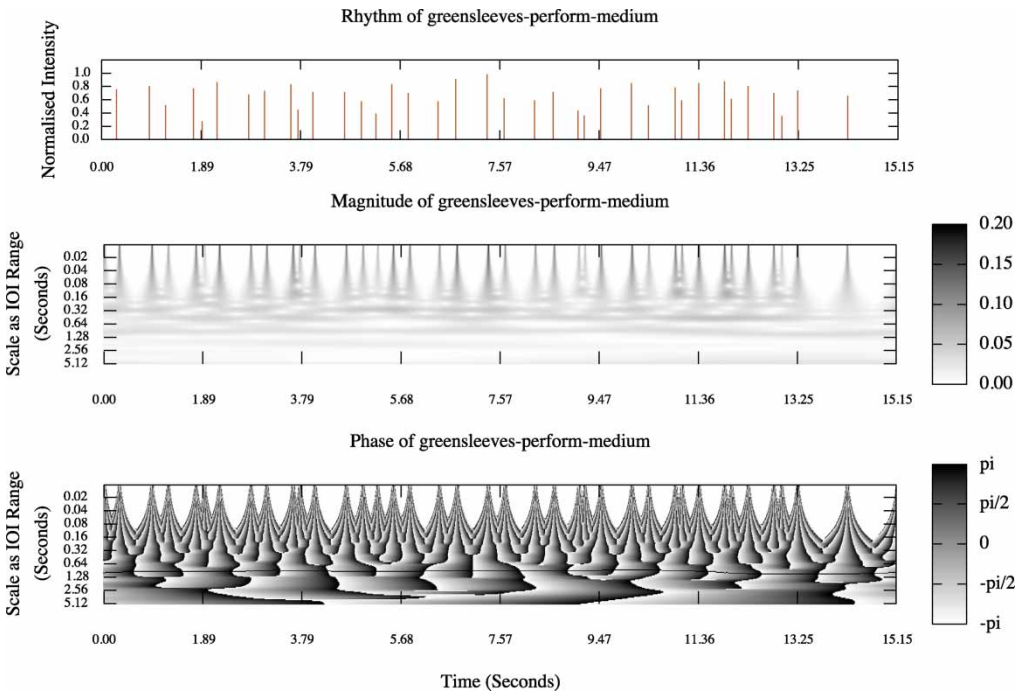 Rhythm of greensleeves-perform-medium
Normalised Intensity
1.0
0.8
0.6
0.4
0.2
0.0
0.00 1.89 3.79 5.68 7.57 9.47 11.36 13.25 15.15
Magnitude of greensleeves-perform-medium
Scale as IOI Range
(Seconds)
0.02
0.04
0.08
0.16
0.32
0.64
1.28
2.56
5.12
0.00 1.89 3.79 5.68 7.57 9.47 11.36 13.25 15.15
0.20
0.15
0.10
0.05
0.00
Phase of greensleeves-perform-medium
Scale as IOI Range
(Seconds)
0.02
0.04
0.08
0.16
0.32
0.64
1.28
2.56
5.12
0.00 1.89 3.79 5.68 7.57 9.47 11.36 13.25 15.15
pi
pi/2
0
-pi/2
-pi
Time (Seconds)